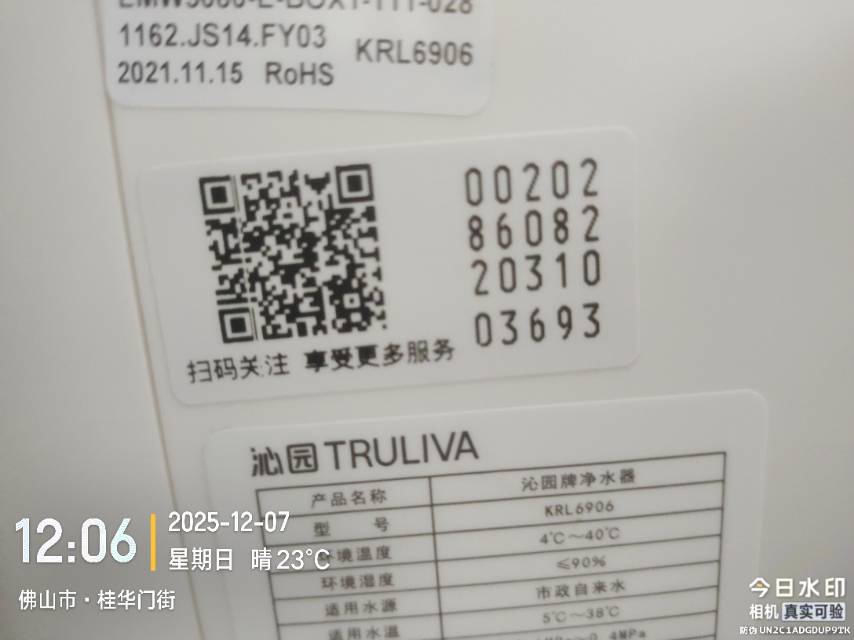 1162.JS14.FY03 KRL6906
2021.11.15 RoHS
00202
86082
20310
03693
扫码关注 享受更多服务
沁园 TRULIVA
产品名称 沁园牌净水器
型 号 KRL6906
环境温度 4℃~40℃
环境湿度 ≤90%
适用水源 市政自来水
适用水温 5℃~38℃
12:06
2025-12-07
星期日 晴 23℃
佛山市·桂华门街
今日水印
相机 真实可验
防伪 UN2C1ADGDUP9TK